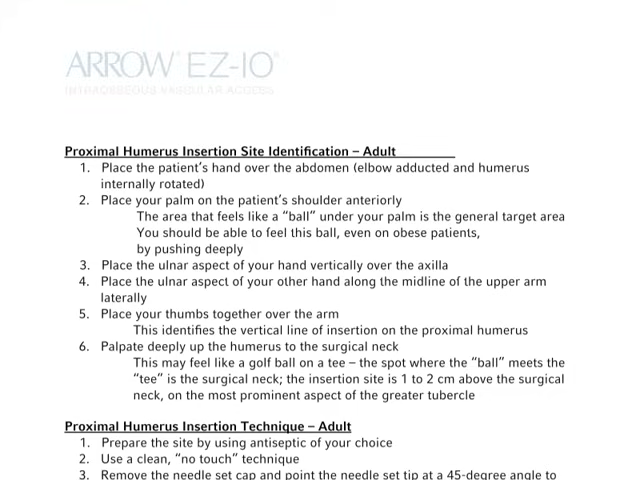 ARROW® EZ-IO®
INTRAOSSEOUS VASCULAR ACCESS
Proximal Humerus Insertion Site Identification – Adult
1. Place the patient's hand over the abdomen (elbow adducted and humerus
internally rotated)
2. Place your palm on the patient's shoulder anteriorly
The area that feels like a “ball” under your palm is the general target area
You should be able to feel this ball, even on obese patients,
by pushing deeply
3. Place the ulnar aspect of your hand vertically over the axilla
4. Place the ulnar aspect of your other hand along the midline of the upper arm
laterally
5. Place your thumbs together over the arm
This identifies the vertical line of insertion on the proximal humerus
6. Palpate deeply up the humerus to the surgical neck
This may feel like a golf ball on a tee – the spot where the “ball” meets the
“tee” is the surgical neck; the insertion site is 1 to 2 cm above the surgical
neck, on the most prominent aspect of the greater tubercle
Proximal Humerus Insertion Technique – Adult
1. Prepare the site by using antiseptic of your choice
2. Use a clean, “no touch” technique
3. Remove the needle set cap and point the needle set tip at a 45-degree angle to